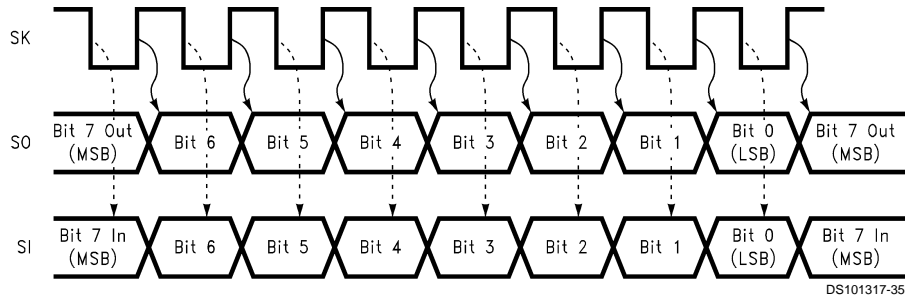 SK
SO
Bit 7 Out
(MSB)
Bit 6
Bit 5
Bit 4
Bit 3
Bit 2
Bit 1
Bit 0
(LSB)
Bit 7 Out
(MSB)
SI
Bit 7 In
(MSB)
Bit 6
Bit 5
Bit 4
Bit 3
Bit 2
Bit 1
Bit 0
(LSB)
Bit 7 In
(MSB)
DS101317-35